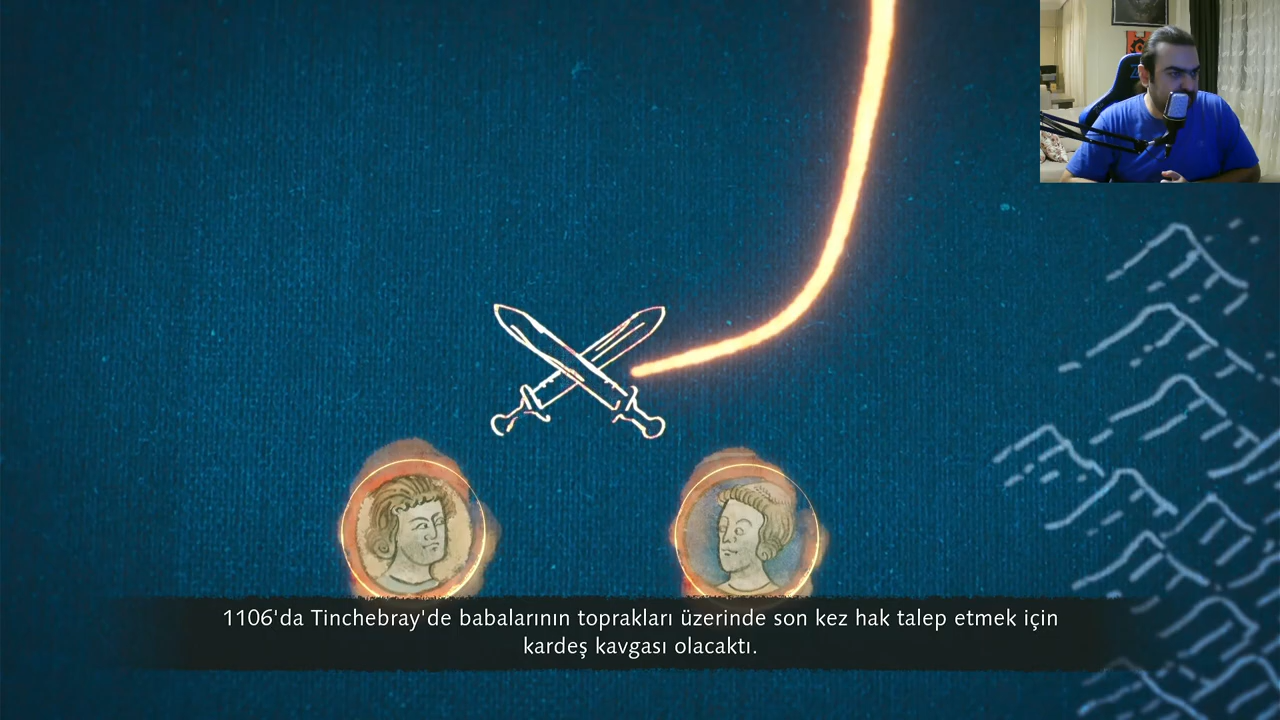 1106'da Tinchebray'de babalarının toprakları üzerinde son kez hak talep etmek için
kardeş kavgası olacaktı.